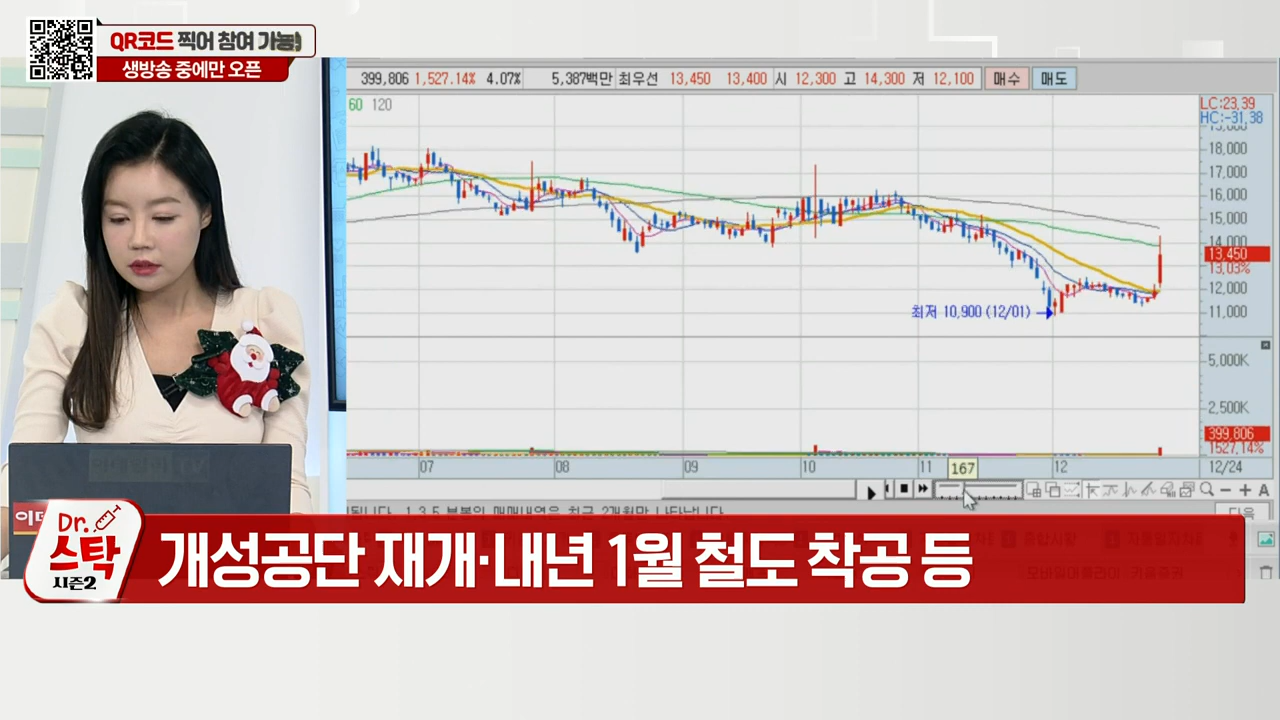 QR코드 찍어 참여 가능
생방송 중에만 오픈
399,806 1,527.14% 4.07% 5,387백만 최우선 13,450 13,400 시 12,300 고 14,300 저 12,100 매수 매도
60 120
LC:23,39
HC:-31,38
18,000
17,000
16,000
15,000
14,000
13,450
13,03%
12,000
11,000
최저 10,900 (12/01)
5,000K
2,500K
399,806
1527,14%
07 08 09 10 11 167 12 12/24
다음
Dr.
스탁
시즌2
개성공단 재개·내년 1월 철도 착공 등